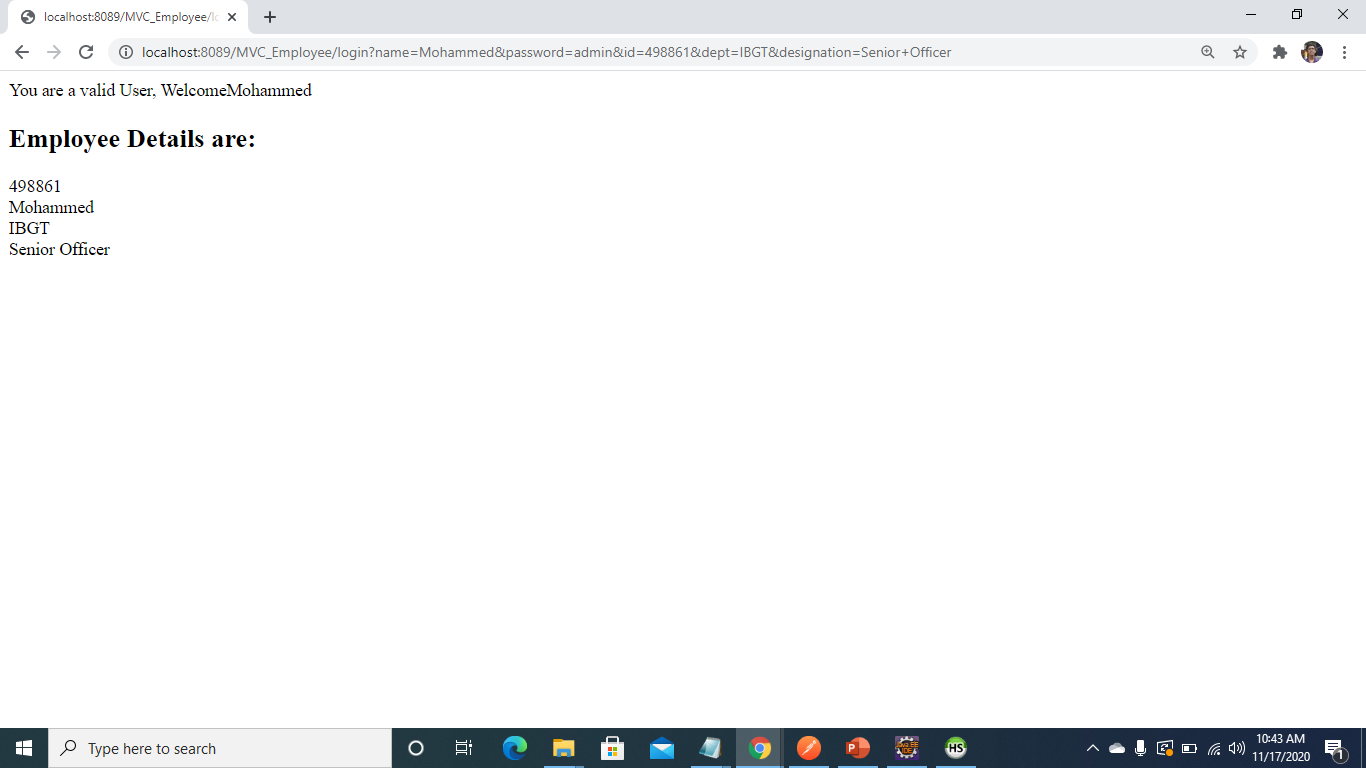 localhost:8089/MVC_Employee/lo
localhost:8089/MVC_Employee/login?name=Mohammed&password=admin&id=498861&dept=IBGT&designation=Senior+Officer
You are a valid User, WelcomeMohammed
Employee Details are:
498861
Mohammed
IBGT
Senior Officer
Type here to search
HS
10:43 AM
11/17/2020
1